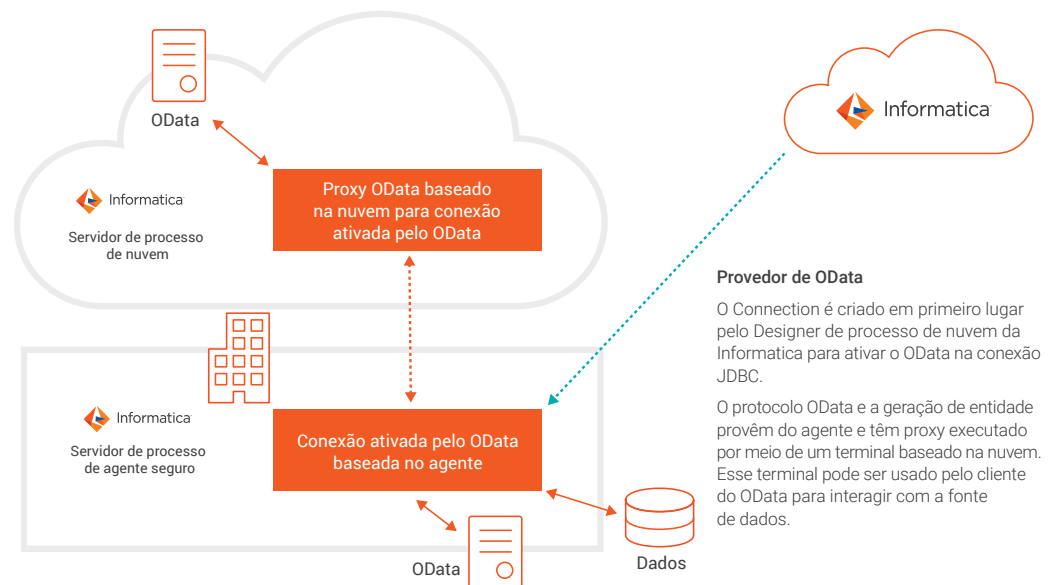 OData
Informatica
Servidor de processo
de nuvem
Proxy OData baseado
na nuvem para conexão
ativada pelo OData
Informatica
Informatica
Servidor de processo
de agente seguro
Conexão ativada pelo OData
baseada no agente
OData
Dados
Provedor de OData
O Connection é criado em primeiro lugar
pelo Designer de processo de nuvem da
Informatica para ativar o OData na conexão
JDBC.
O protocolo OData e a geração de entidade
provêm do agente e têm proxy executado
por meio de um terminal baseado na nuvem.
Esse terminal pode ser usado pelo cliente
do OData para interagir com a fonte
de dados.